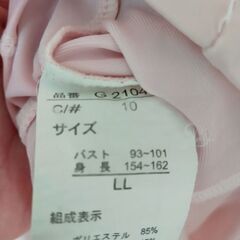 品番 G 2104
C/# 10
サイズ
バスト 93~101
身長 154~162
LL
組成表示
ポリエステル 85%